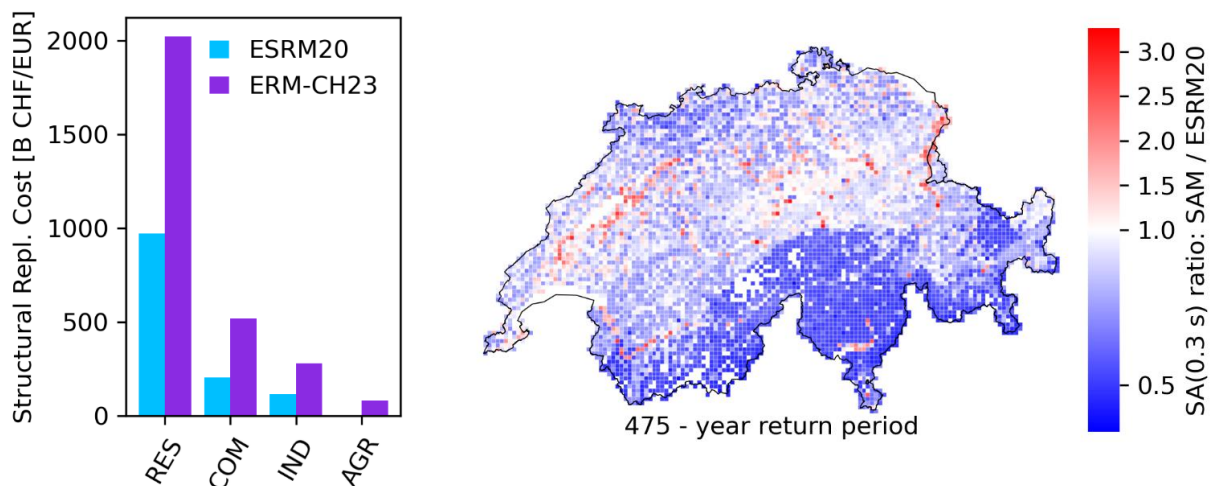 Structural Repl. Cost [B CHF/EUR]
2000
1500
1000
500
0
ESRM20
ERM-CH23
RES
COM
IND
AGR
475 - year return period
3.0
2.5
2.0
1.5
1.0
0.5
SA(0.3 s) ratio: SAM / ESRM20